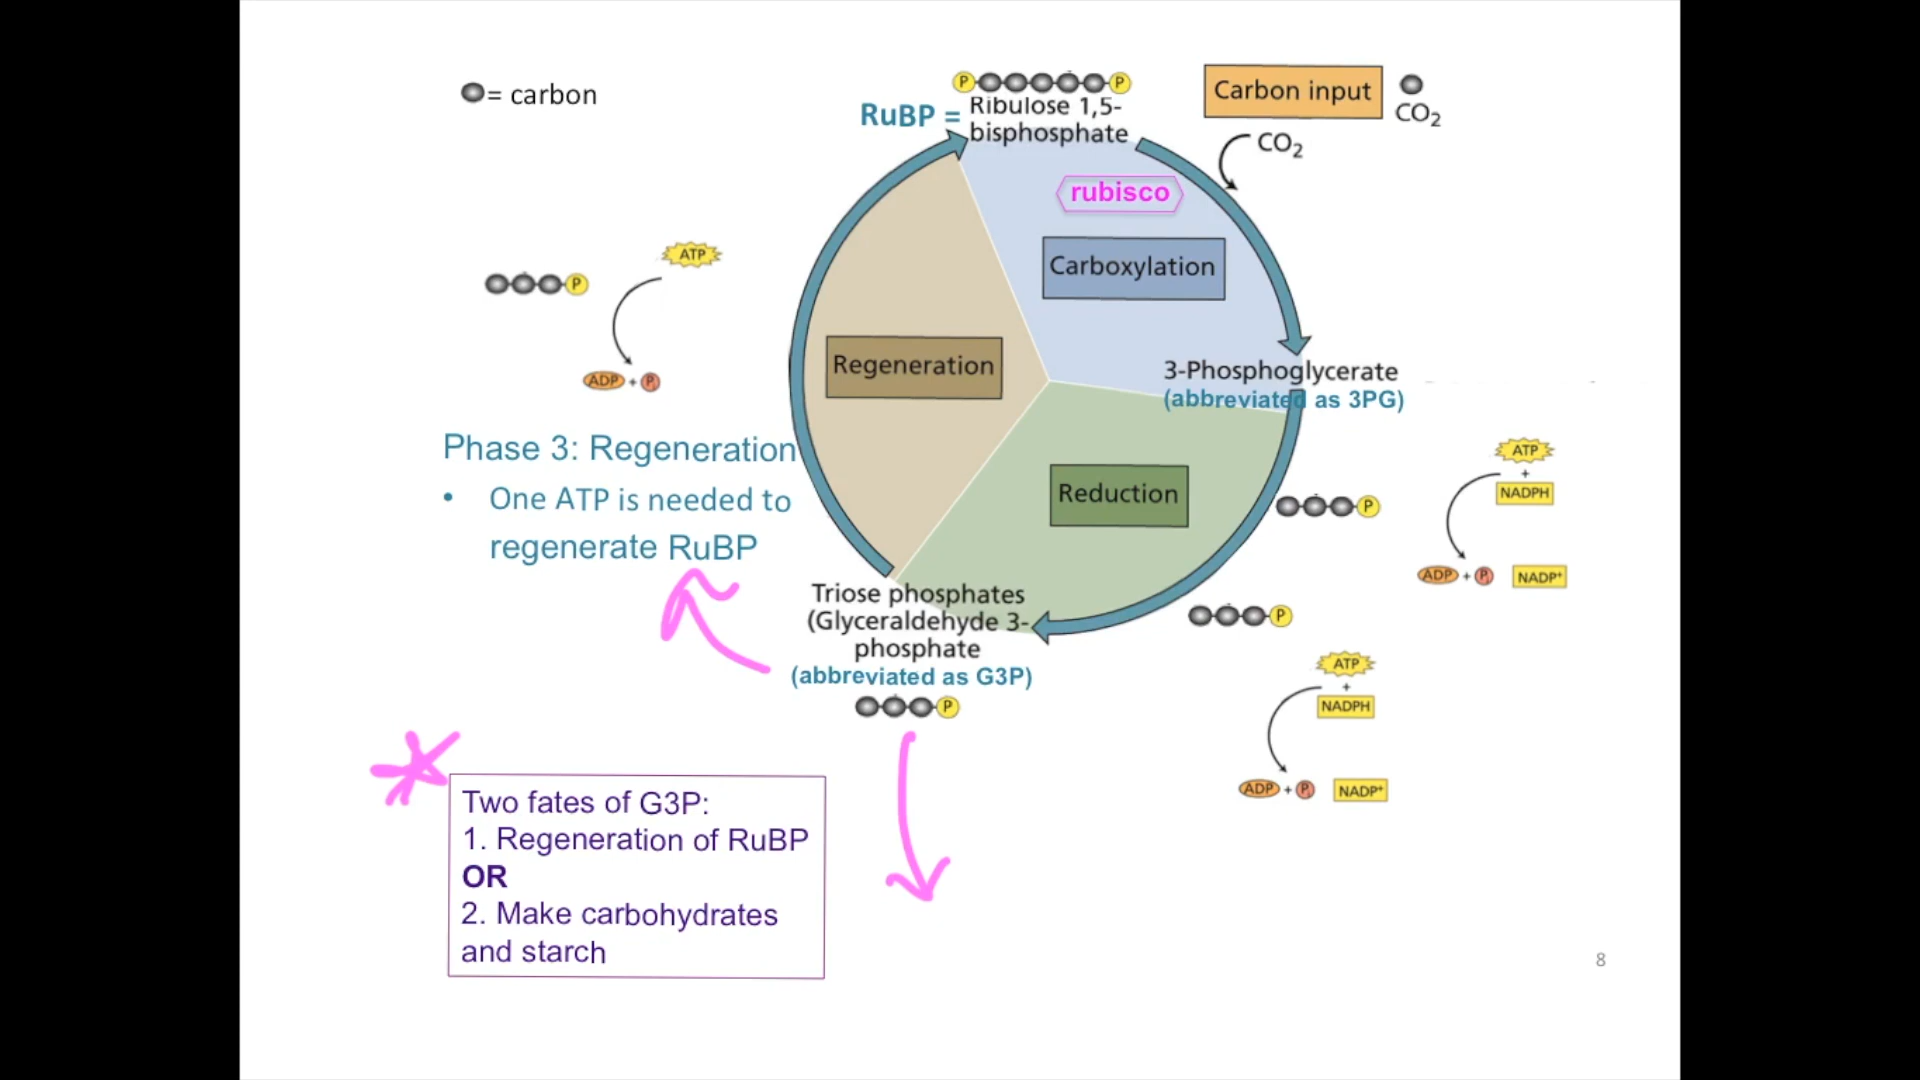 = carbon
P
P
RuBP =
Ribulose 1,5-
bisphosphate
Carbon input
CO₂
CO₂
rubisco
Carboxylation
ATP
P
ADP + Pᵢ
Regeneration
3-Phosphoglycerate
(abbreviated as 3PG)
Phase 3: Regeneration
• One ATP is needed to
regenerate RuBP
Reduction
P
ATP
+
NADPH
ADP + Pᵢ NADP⁺
Triose phosphates
(Glyceraldehyde 3-
phosphate
(abbreviated as G3P)
P
P
ATP
+
NADPH
ADP + Pᵢ NADP⁺
Two fates of G3P:
1. Regeneration of RuBP
OR
2. Make carbohydrates
and starch
8